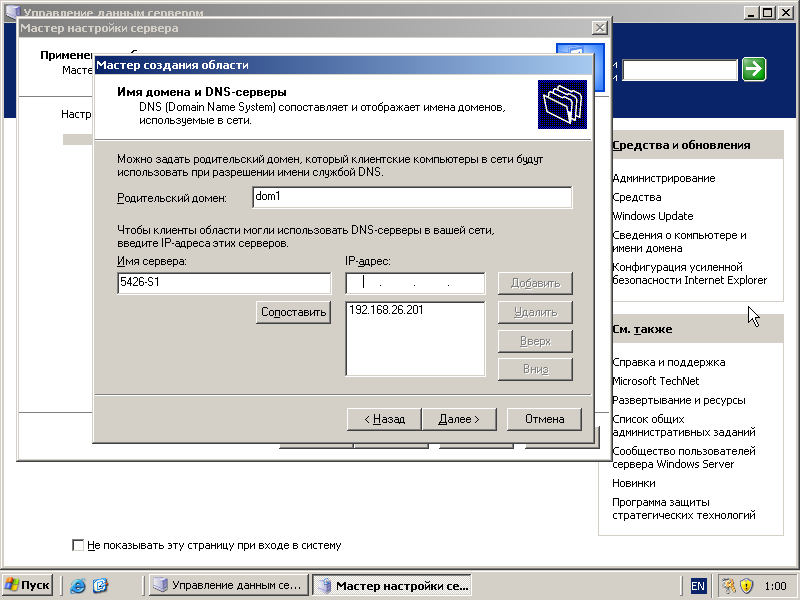 Управление данным сервером
Мастер настройки сервера
Мастер создания области
Имя домена и DNS-серверы
DNS (Domain Name System) сопоставляет и отображает имена доменов,
используемые в сети.
Можно задать родительский домен, который клиентские компьютеры в сети будут
использовать при разрешении имени службой DNS.
Родительский домен:
dom1
Чтобы клиенты области могли использовать DNS-серверы в вашей сети,
введите IP-адреса этих серверов.
Имя сервера:
IP-адрес:
5426-S1
. . .
Добавить
Сопоставить
192.168.26.201
Удалить
Вверх
Вниз
< Назад
Далее >
Отмена
Средства и обновления
Администрирование
Средства
Windows Update
Сведения о компьютере и
имени домена
Конфигурация усиленной
безопасности Internet Explorer
См. также
Справка и поддержка
Microsoft TechNet
Развертывание и ресурсы
Список общих
административных заданий
Сообщество пользователей
сервера Windows Server
Новинки
Программа защиты
стратегических технологий
Не показывать эту страницу при входе в систему
Пуск
Управление данным се...
Мастер настройки се...
EN
1:00